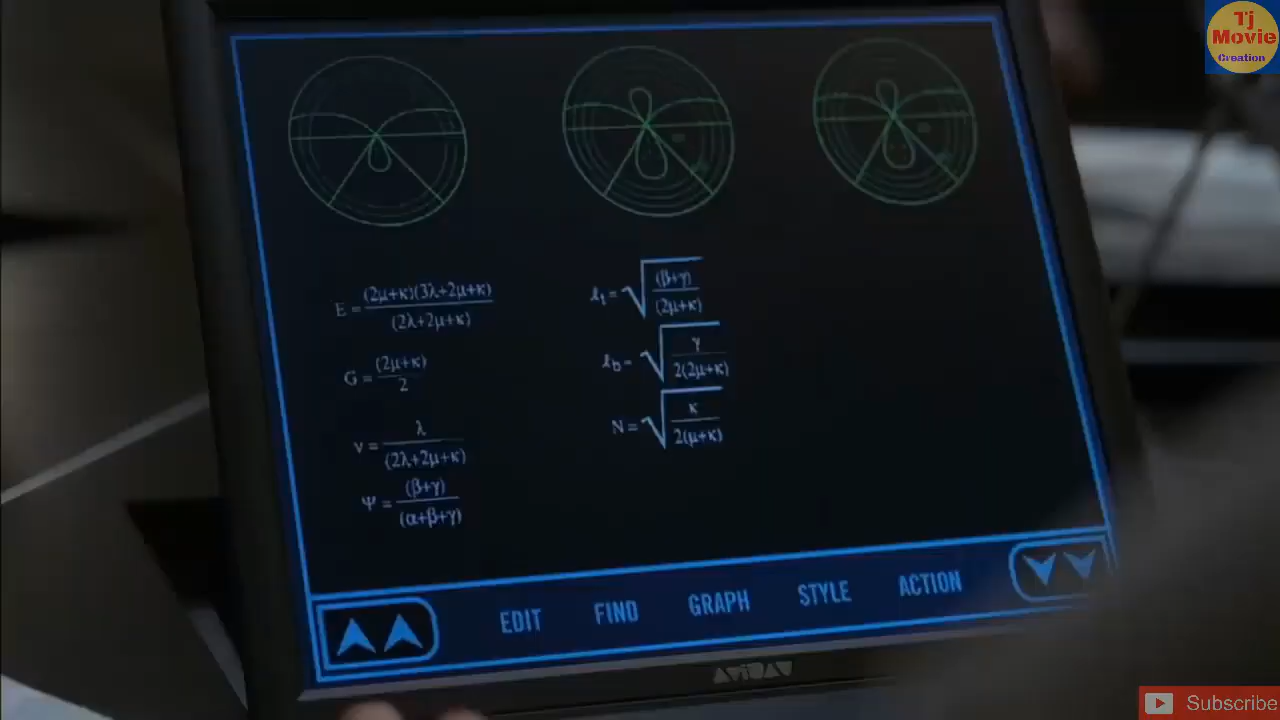 Tj
Movie
Creation
E = (2μ+κ)(3λ+2μ+κ) / (2λ+2μ+κ)
G = (2μ+κ) / 2
ν = λ / (2λ+2μ+κ)
Ψ = (β+γ) / (α+β+γ)
ℓt = √((β+γ) / (2μ+κ))
ℓb = √(γ / 2(2μ+κ))
N = √(κ / 2(μ+κ))
EDIT FIND GRAPH STYLE ACTION
Subscribe